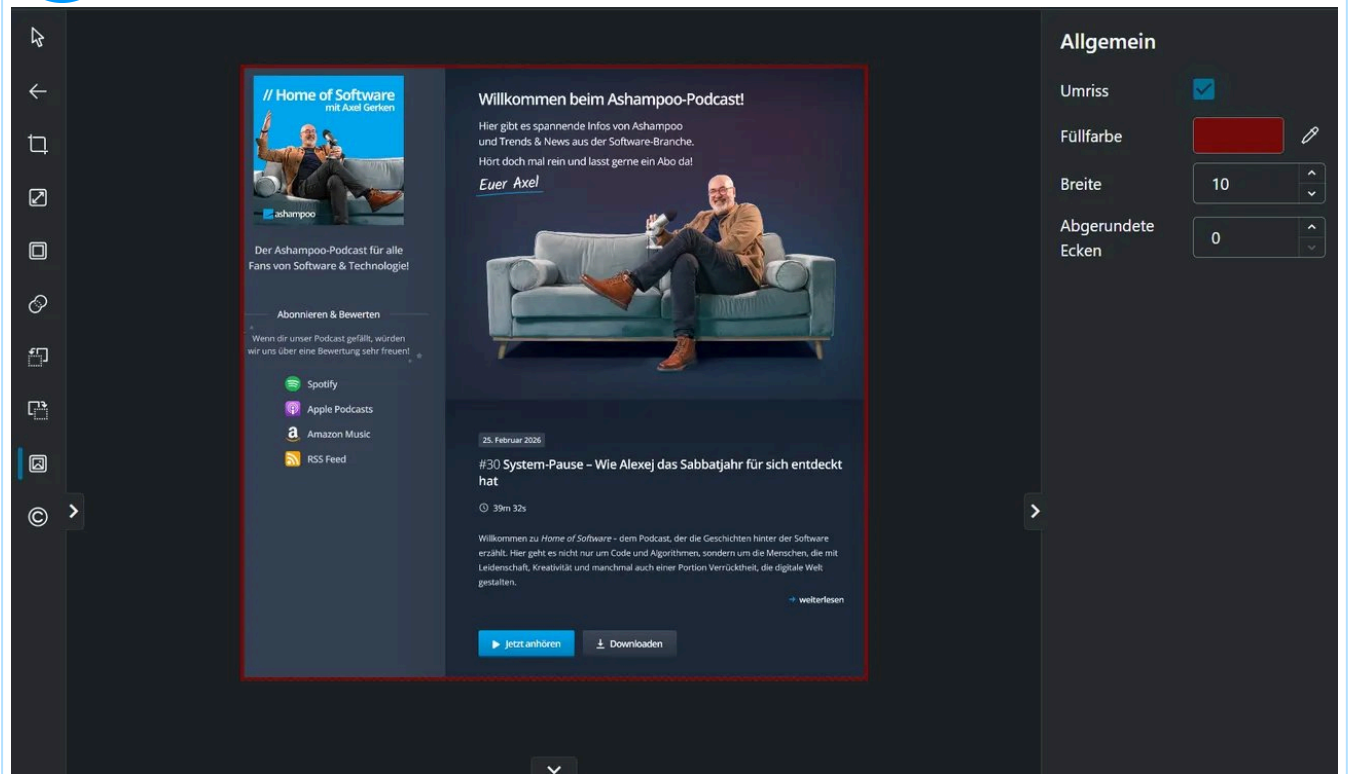 // Home of Software
mit Axel Gerken
ashampoo
Der Ashampoo-Podcast für alle
Fans von Software & Technologie!
Abonnieren & Bewerten
Wenn dir unser Podcast gefällt, würden
wir uns über eine Bewertung sehr freuen!
Spotify
Apple Podcasts
a Amazon Music
RSS Feed
Willkommen beim Ashampoo-Podcast!
Hier gibt es spannende Infos von Ashampoo
und Trends & News aus der Software-Branche.
Hört doch mal rein und lasst gerne ein Abo da!
Euer Axel
25. Februar 2026
#30 System-Pause – Wie Alexej das Sabbatjahr für sich entdeckt
hat
39m 32s
Willkommen zu Home of Software – dem Podcast, der die Geschichten hinter der Software
erzählt. Hier geht es nicht nur um Code und Algorithmen, sondern um die Menschen, die mit
Leidenschaft, Kreativität und manchmal auch einer Portion Verrücktheit, die digitale Welt
gestalten.
→ weiterlesen
Jetzt anhören
Downloaden
Allgemein
Umriss
Füllfarbe
Breite 10
Abgerundete
Ecken 0